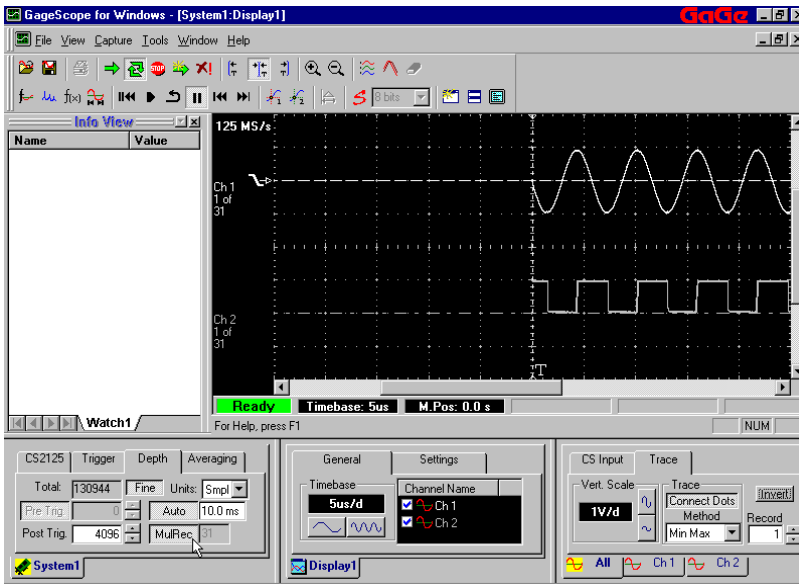 GageScope for Windows - [System1:Display1]
GaGe
File View Capture Tools Window Help
f(x)
8 bits
Info View
Name Value
125 MS/s
Ch 1
1 of
31
Ch 2
1 of
31
T
Watch1
Ready Timebase: 5us M.Pos: 0.0 s
For Help, press F1
NUM
CS2125 Trigger Depth Averaging
Total: 130944 Fine Units: Smpl
Pre Trig. 0 Auto 10.0 ms
Post Trig. 4096 MulRec 31
System1
General Settings
Timebase
5us/d
Channel Name
Ch 1
Ch 2
Display1
CS Input Trace
Vert. Scale
1V/d
Trace
Connect Dots
Method
Min Max
Invert
Record
1
All Ch 1 Ch 2